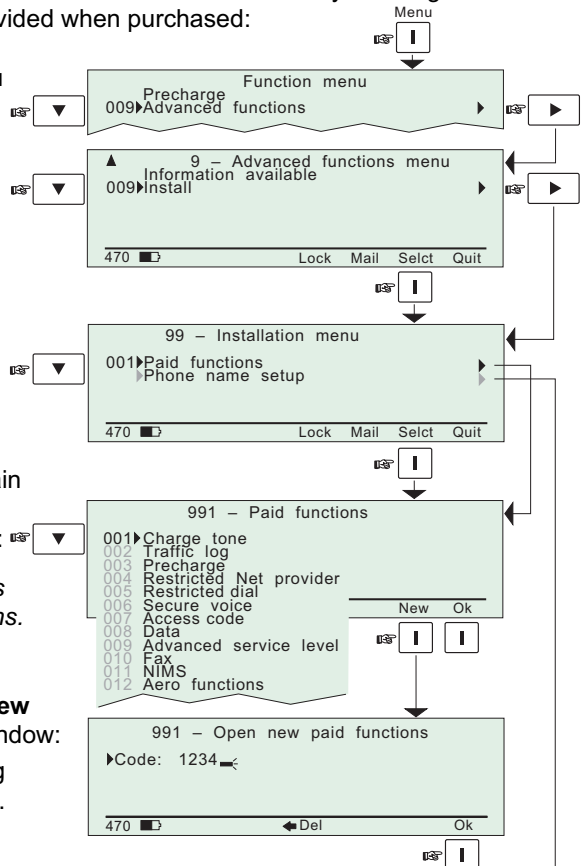 vided when purchased:
Menu
Function menu
Precharge
009 Advanced functions
9 – Advanced functions menu
Information available
009 Install
470 Lock Mail Selct Quit
99 – Installation menu
001 Paid functions
Phone name setup
470 Lock Mail Selct Quit
ain
991 – Paid functions
001 Charge tone
002 Traffic log
003 Precharge
004 Restricted Net provider
005 Restricted dial
006 Secure voice
007 Access code
008 Data
009 Advanced service level
010 Fax
011 NIMS
012 Aero functions
New Ok
s
ns.
ew
ndow:
g
.
991 – Open new paid functions
Code: 1234
470 Del Ok